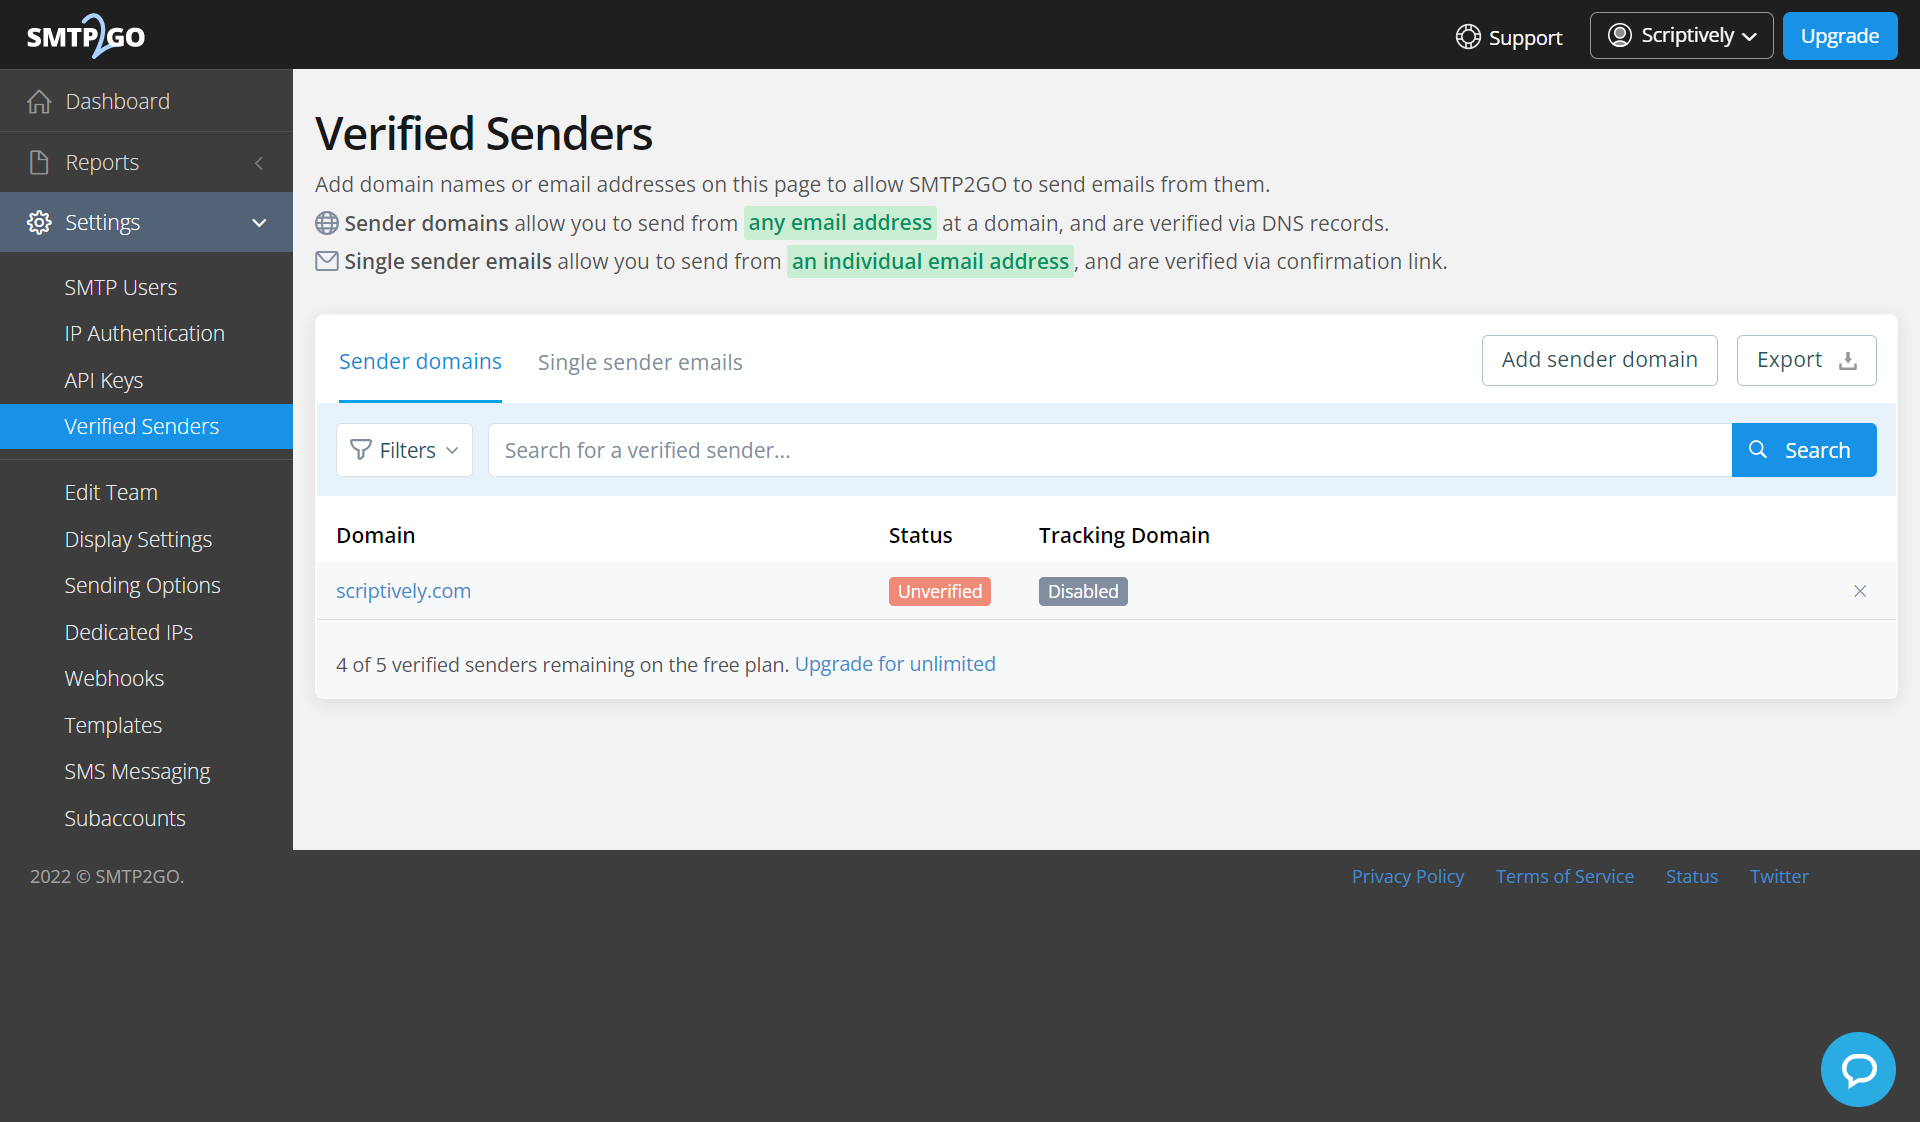 SMTP2GO
Support
Scriptively
Upgrade
Dashboard
Reports
Settings
SMTP Users
IP Authentication
API Keys
Verified Senders
Edit Team
Display Settings
Sending Options
Dedicated IPs
Webhooks
Templates
SMS Messaging
Subaccounts
Verified Senders
Add domain names or email addresses on this page to allow SMTP2GO to send emails from them.
Sender domains allow you to send from any email address at a domain, and are verified via DNS records.
Single sender emails allow you to send from an individual email address, and are verified via confirmation link.
Sender domains Single sender emails Add sender domain Export
Filters Search for a verified sender... Search
Domain Status Tracking Domain
scriptively.com Unverified Disabled
4 of 5 verified senders remaining on the free plan. Upgrade for unlimited
2022 © SMTP2GO. Privacy Policy Terms of Service Status Twitter